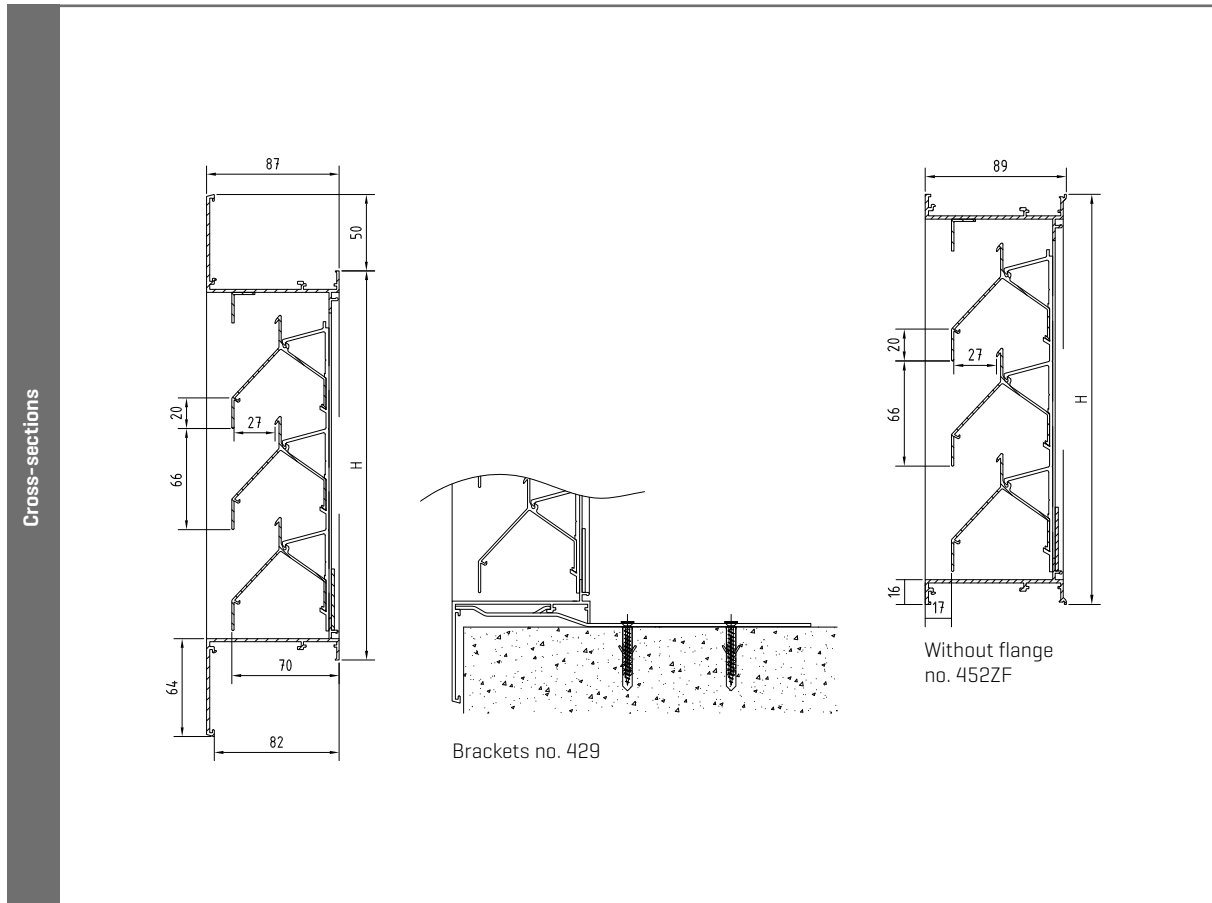 Cross-sections
87
50
20
27
66
H
64
70
82
Brackets no. 429
89
20
27
66
H
16
17
Without flange
no. 452ZF